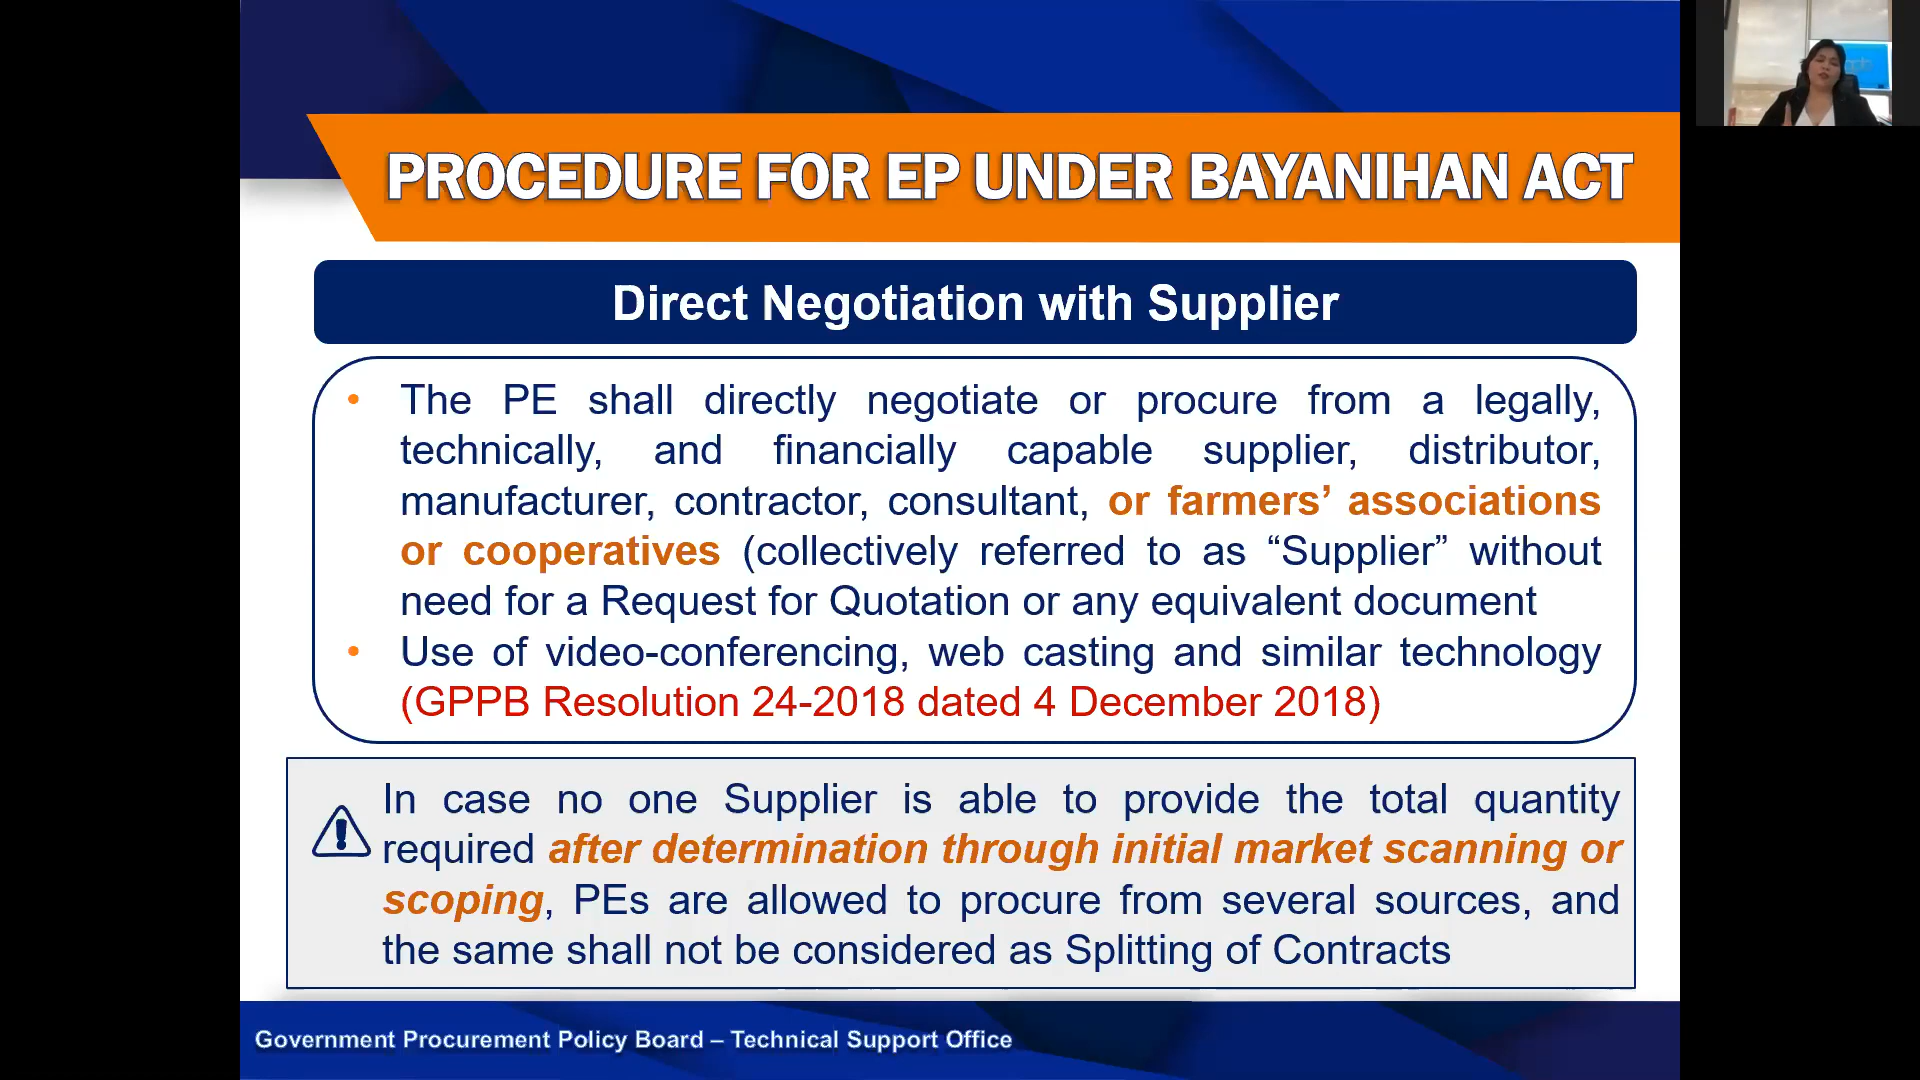 PROCEDURE FOR EP UNDER BAYANIHAN ACT
Direct Negotiation with Supplier
• The PE shall directly negotiate or procure from a legally,
technically, and financially capable supplier, distributor,
manufacturer, contractor, consultant, or farmers’ associations
or cooperatives (collectively referred to as “Supplier” without
need for a Request for Quotation or any equivalent document
• Use of video-conferencing, web casting and similar technology
(GPPB Resolution 24-2018 dated 4 December 2018)
In case no one Supplier is able to provide the total quantity
required after determination through initial market scanning or
scoping, PEs are allowed to procure from several sources, and
the same shall not be considered as Splitting of Contracts
Government Procurement Policy Board – Technical Support Office